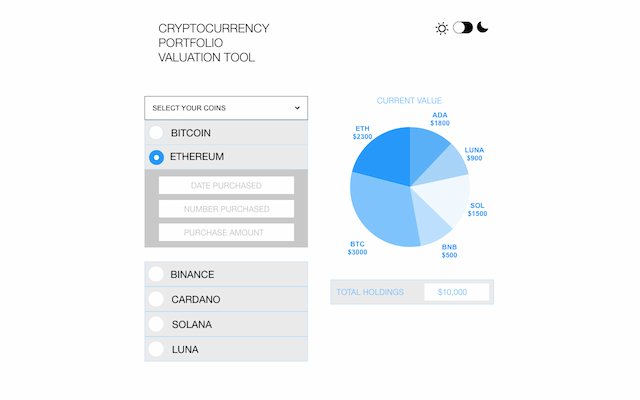 CRYPTOCURRENCY
PORTFOLIO
VALUATION TOOL
SELECT YOUR COINS
BITCOIN
ETHEREUM
DATE PURCHASED
NUMBER PURCHASED
PURCHASE AMOUNT
BINANCE
CARDANO
SOLANA
LUNA
CURRENT VALUE
ADA
$1800
ETH
$2300
LUNA
$900
SOL
$1500
BNB
$500
BTC
$3000
TOTAL HOLDINGS $10,000